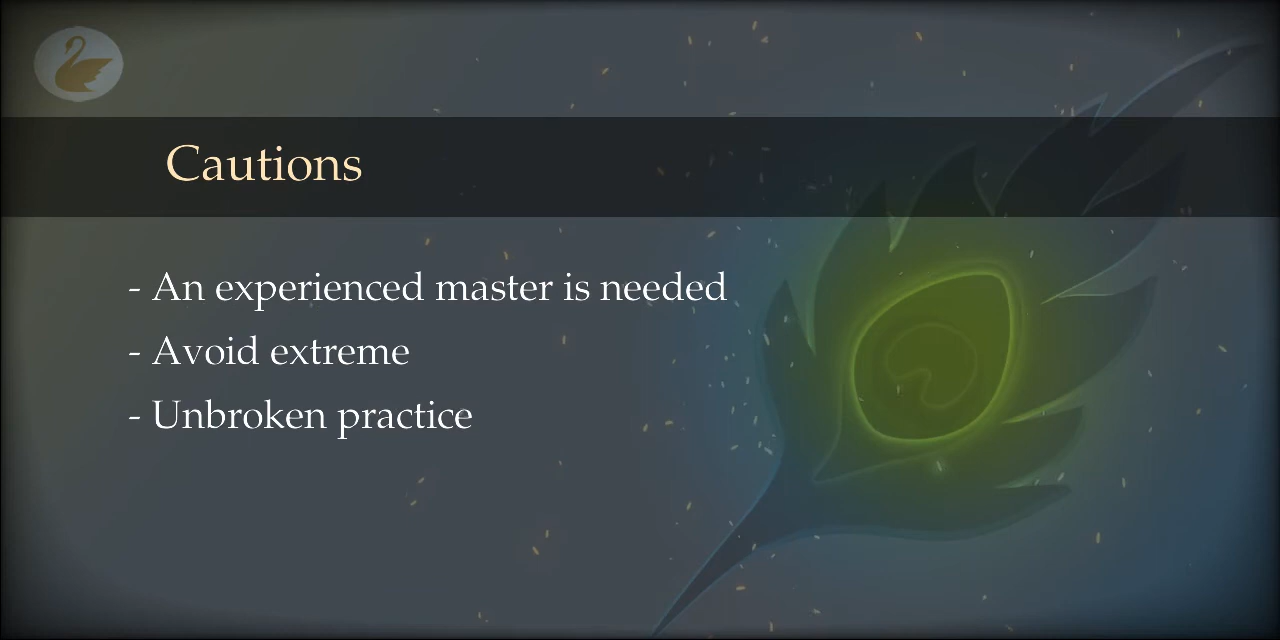 Cautions
- An experienced master is needed
- Avoid extreme
- Unbroken practice